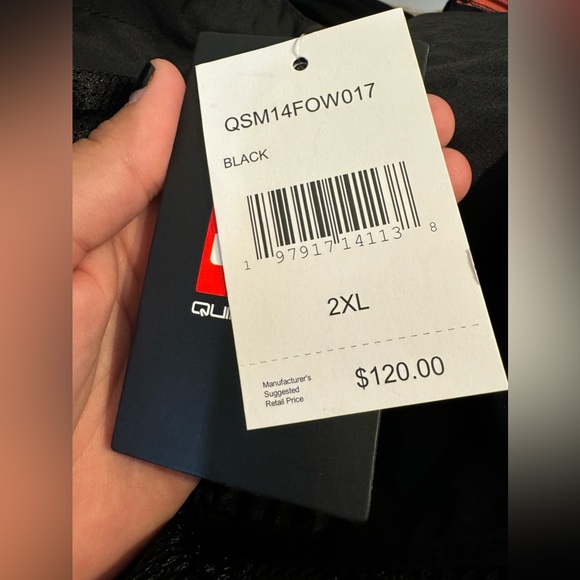 QSM14FOW017
BLACK
1 97917 14113 8
2XL
Manufacturer's
Suggested
Retail Price
$120.00